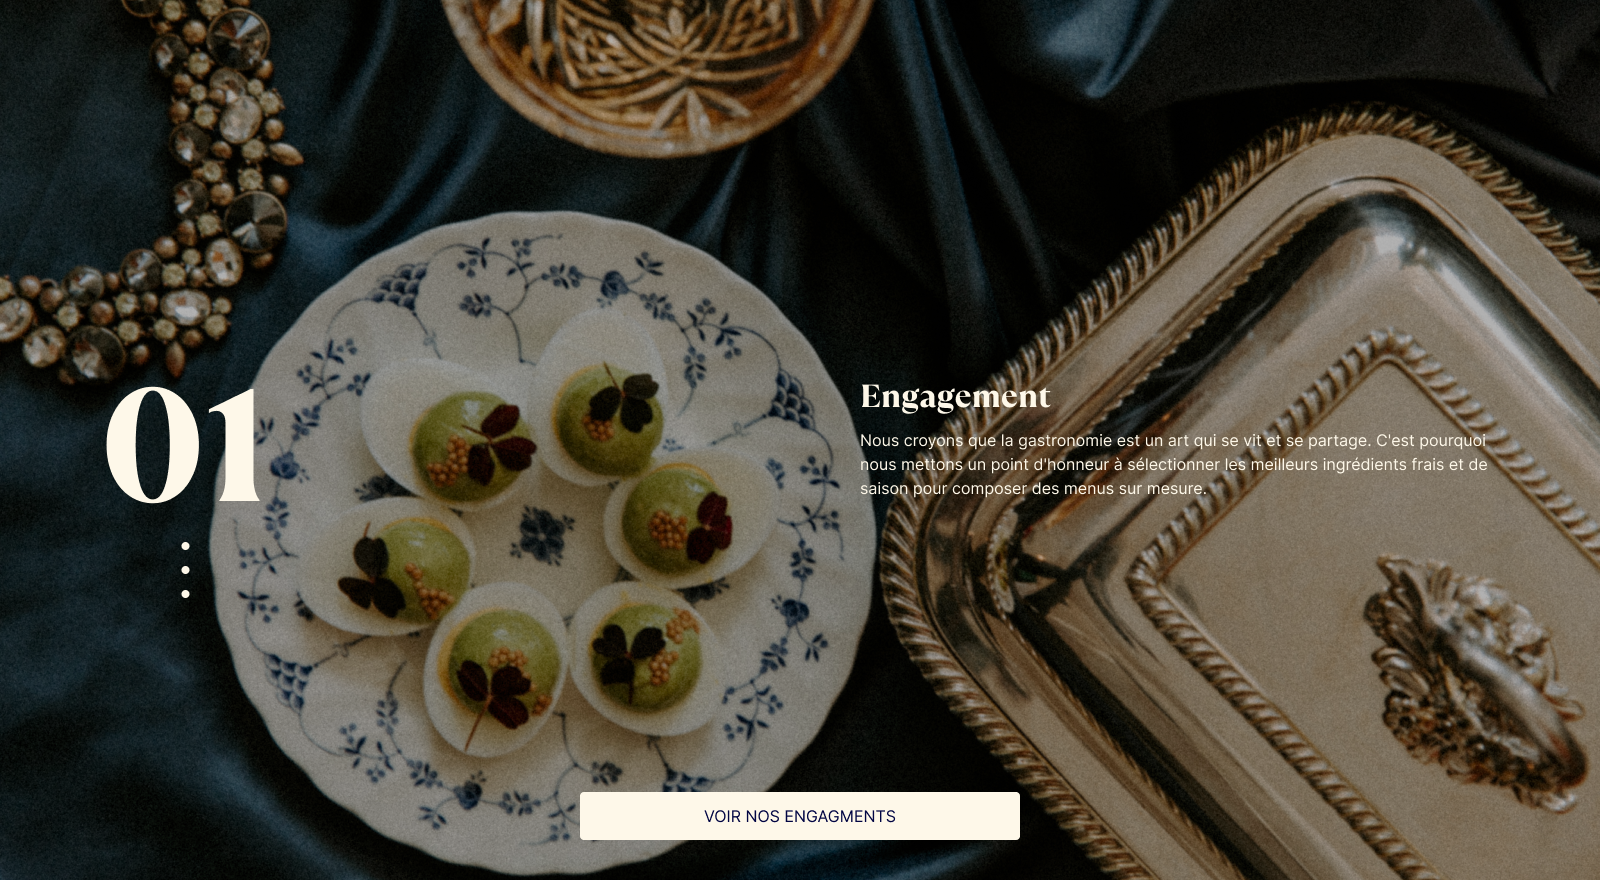 01
Engagement
Nous croyons que la gastronomie est un art qui se vit et se partage. C'est pourquoi
nous mettons un point d'honneur à sélectionner les meilleurs ingrédients frais et de
saison pour composer des menus sur mesure.
VOIR NOS ENGAGMENTS